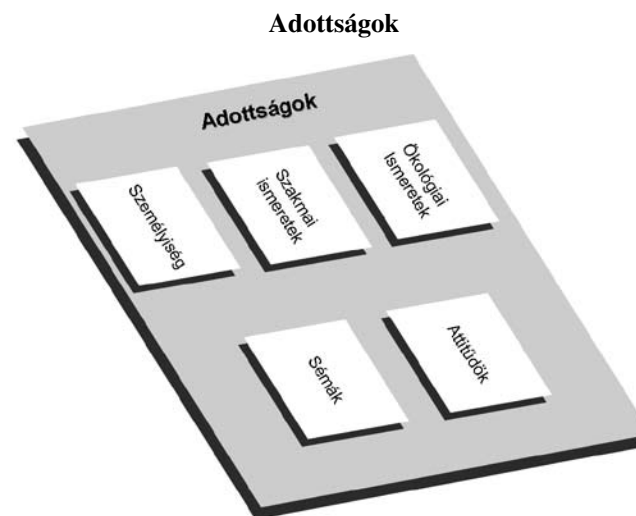 Adottságok
Adottságok
Személyiség
Szakmai
ismeretek
Ökológiai
Ismeretek
Sémák
Attitűdök